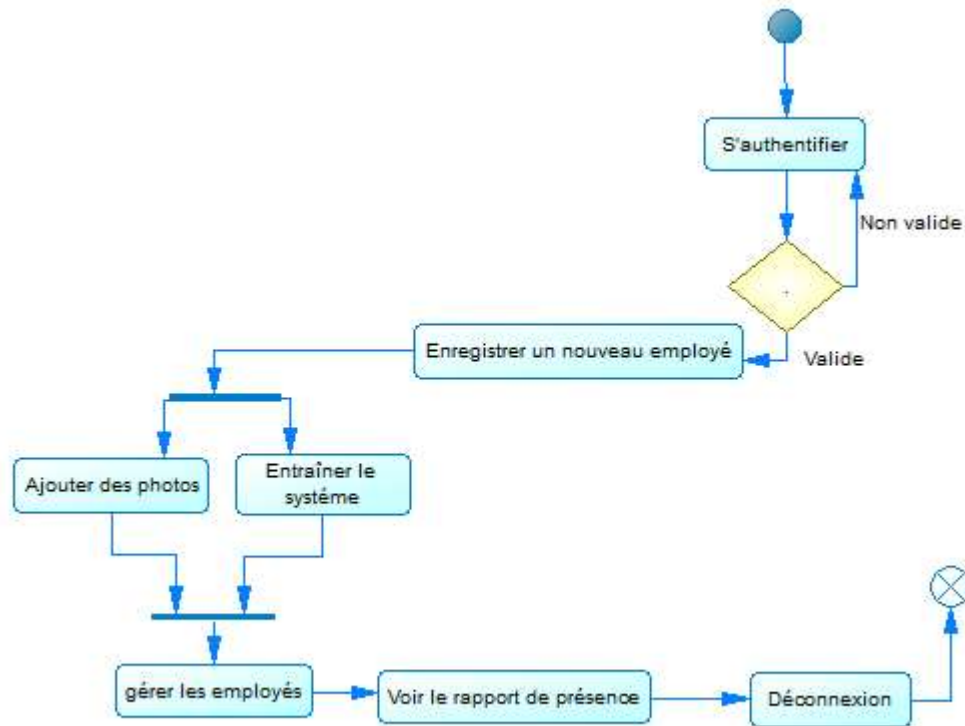 S'authentifier
Non valide
Enregistrer un nouveau employé
Valide
Ajouter des photos
Entraîner le
systéme
gérer les employés
Voir le rapport de présence
Déconnexion